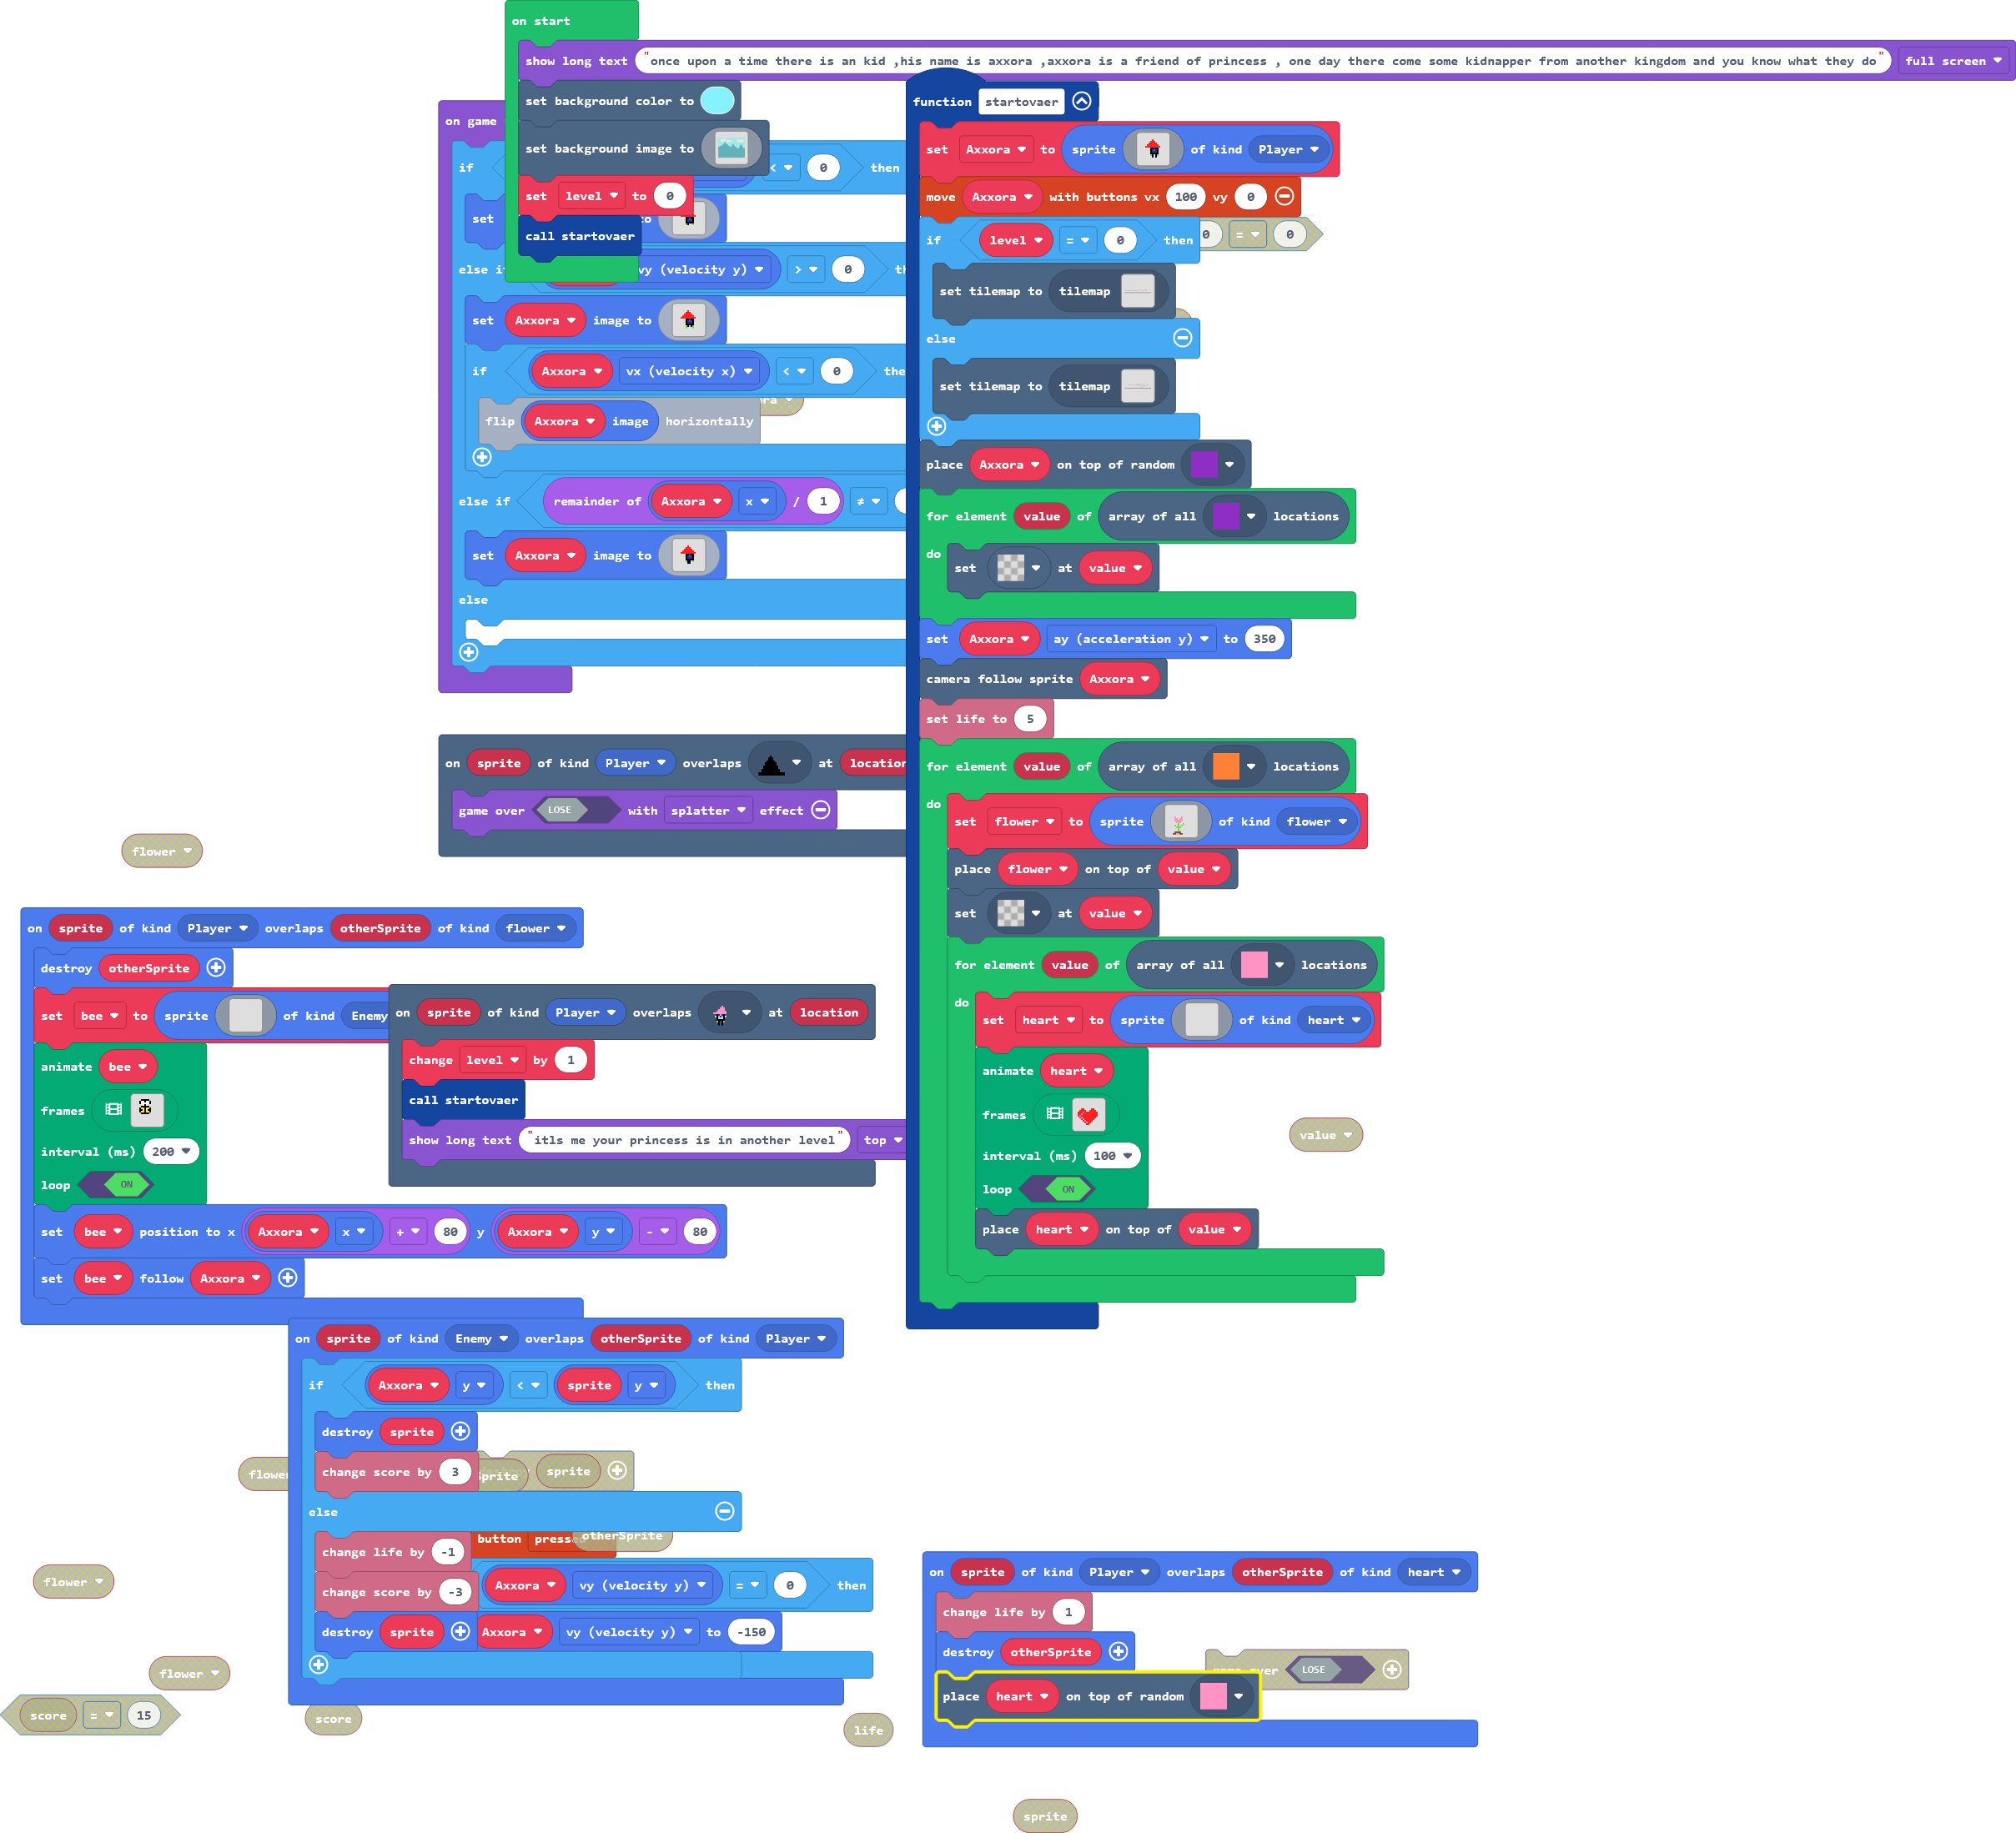 on start
show long text "once upon a time there is an kid ,his name is axxora ,axxora is a friend of princess , one day there come some kidnapper from another kingdom and you know what they do" full screen
set background color to
set background image to
set level to 0
call startovaer
on game
if < 0 then
set to
else if vy (velocity y) > 0
set Axxora image to
if Axxora vx (velocity x) < 0
flip Axxora image horizontally
else if remainder of Axxora x / 1 ≠
set Axxora image to
else
function startovaer
set Axxora to sprite of kind Player
move Axxora with buttons vx 100 vy 0
if level = 0 then
0 = 0
set tilemap to tilemap
else
set tilemap to tilemap
place Axxora on top of random
for element value of array of all locations
do set at value
set Axxora ay (acceleration y) to 350
camera follow sprite Axxora
set life to 5
for element value of array of all locations
do
set flower to sprite of kind flower
place flower on top of value
set at value
for element value of array of all locations
do
set heart to sprite of kind heart
animate heart
frames
interval (ms) 100
loop ON
place heart on top of value
value
on sprite of kind Player overlaps at location
game over LOSE with splatter effect
flower
on sprite of kind Player overlaps otherSprite of kind flower
destroy otherSprite
set bee to sprite of kind Enemy
animate bee
frames
interval (ms) 200
loop ON
set bee position to x Axxora x + 80 y Axxora y - 80
set bee follow Axxora
on sprite of kind Player overlaps at location
change level by 1
call startovaer
show long text "itls me your princess is in another level" top
on sprite of kind Enemy overlaps otherSprite of kind Player
if Axxora y < sprite y then
destroy sprite
change score by 3
sprite
else
change life by -1
change score by -3
destroy sprite
button
otherSprite
Axxora vy (velocity y) = 0 then
Axxora vy (velocity y) to -150
flower
flower
score = 15
score
life
on sprite of kind Player overlaps otherSprite of kind heart
change life by 1
destroy otherSprite
place heart on top of random
LOSE
sprite